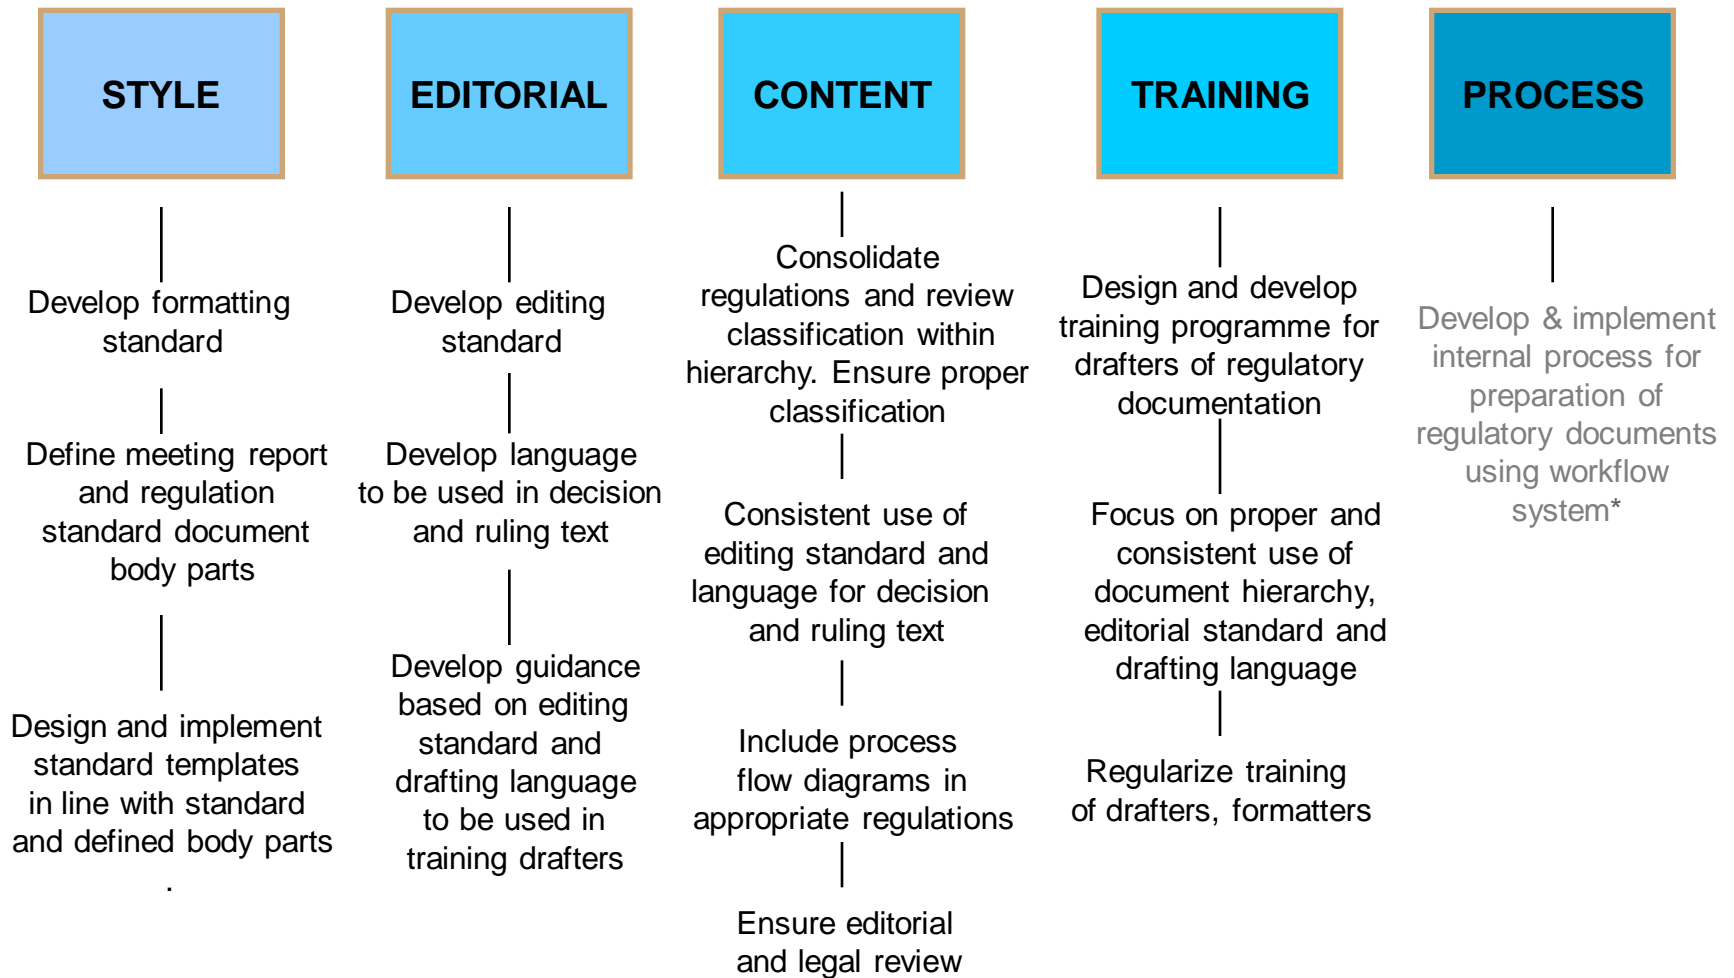 STYLE
EDITORIAL
CONTENT
TRAINING
PROCESS
Develop formatting
standard
Define meeting report
and regulation
standard document
body parts
Design and implement
standard templates
in line with standard
and defined body parts
.
Develop editing
standard
Develop language
to be used in decision
and ruling text
Develop guidance
based on editing
standard and
drafting language
to be used in
training drafters
Consolidate
regulations and review
classification within
hierarchy. Ensure proper
classification
Consistent use of
editing standard and
language for decision
and ruling text
Include process
flow diagrams in
appropriate regulations
Ensure editorial
and legal review
Design and develop
training programme for
drafters of regulatory
documentation
Focus on proper and
consistent use of
document hierarchy,
editorial standard and
drafting language
Regularize training
of drafters, formatters
Develop & implement
internal process for
preparation of
regulatory documents
using workflow
system*